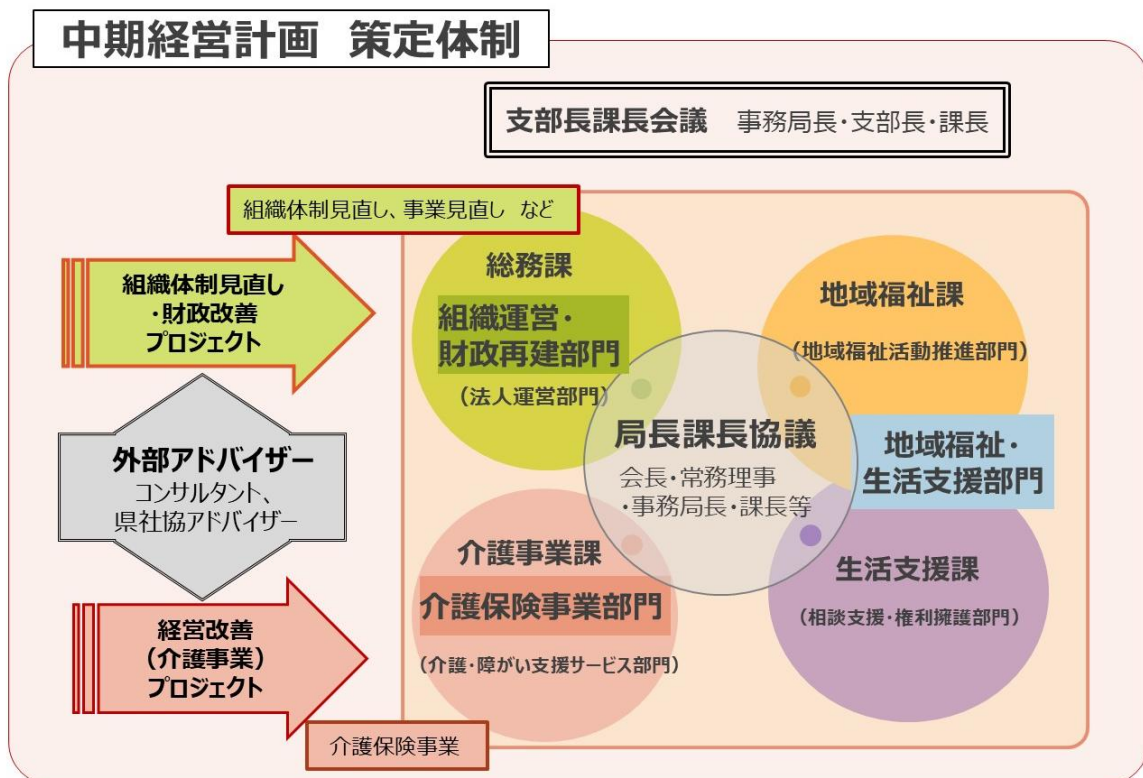 中期経営計画　策定体制
支部長課長会議　事務局長・支部長・課長
組織体制見直し、事業見直し など
組織体制見直し
・財政改善
プロジェクト
外部アドバイザー
コンサルタント、
県社協アドバイザー
経営改善
（介護事業）
プロジェクト
介護保険事業
総務課
組織運営・
財政再建部門
（法人運営部門）
地域福祉課
（地域福祉活動推進部門）
局長課長協議
会長・常務理事
・事務局長・課長等
地域福祉・
生活支援部門
介護事業課
介護保険事業部門
（介護・障がい支援サービス部門）
生活支援課
（相談支援・権利擁護部門）